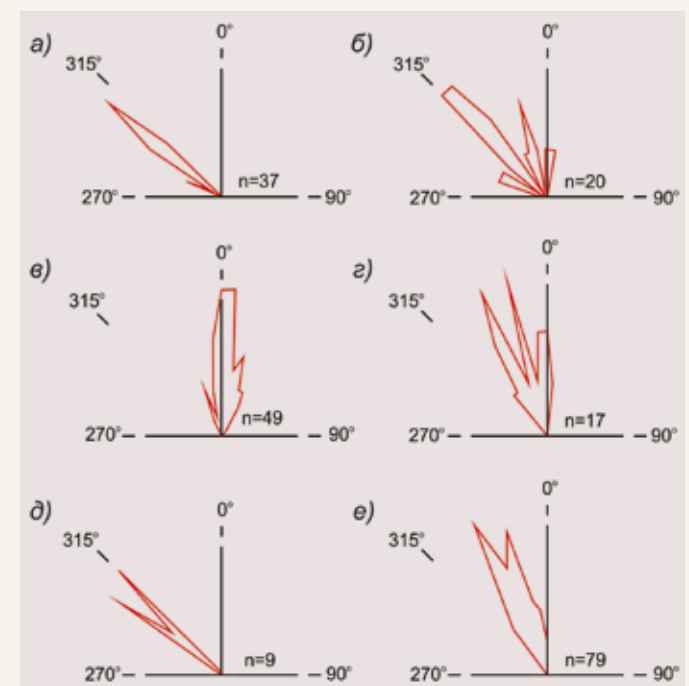 а) 0° 315° 270° 90° n=37
б) 0° 315° 270° 90° n=20
в) 0° 315° 270° 90° n=49
г) 0° 315° 270° 90° n=17
д) 0° 315° 270° 90° n=9
е) 0° 315° 270° 90° n=79